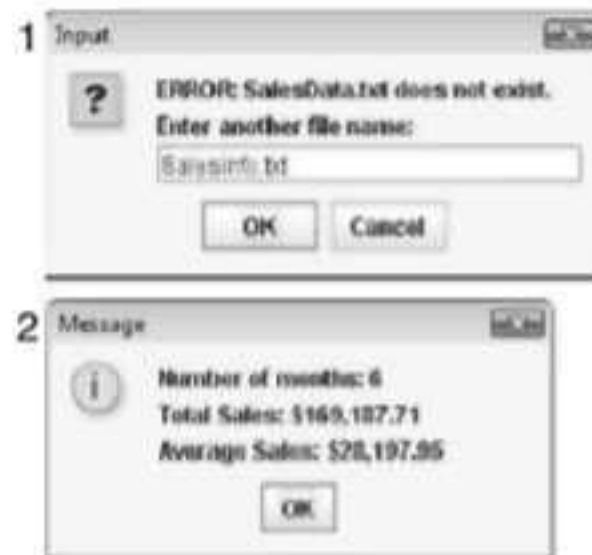 1 Input
?
ERROR: SalesData.txt does not exist.
Enter another file name:
SalesInfo.txt
OK Cancel
2 Message
i
Number of months: 6
Total Sales: $169,187.71
Average Sales: $28,197.95
OK